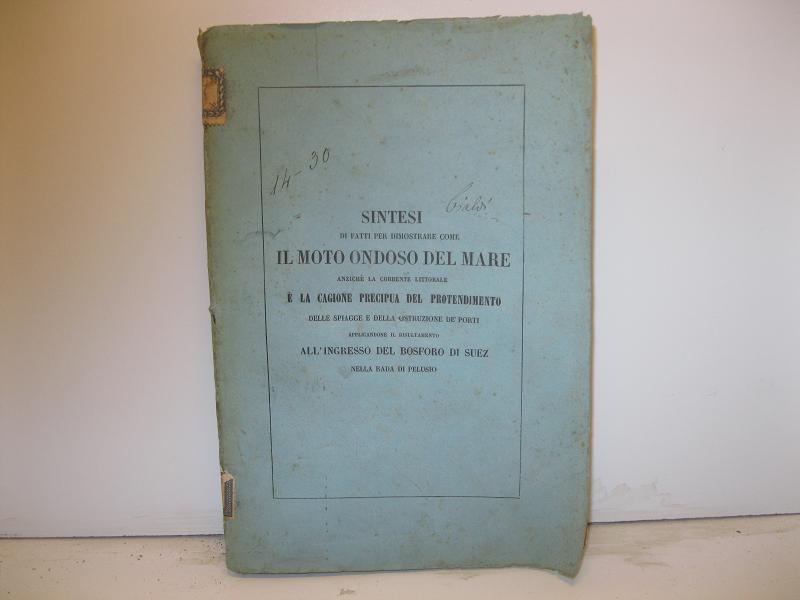 14-30
Cialdi
SINTESI
DI FATTI PER DIMOSTRARE COME
IL MOTO ONDOSO DEL MARE
ANZICHÈ LA CORRENTE LITTORALE
È LA CAGIONE PRECIPUA DEL PROTENDIMENTO
DELLE SPIAGGE E DELLA OSTRUZIONE DE' PORTI
APPLICANDONE IL RISULTAMENTO
ALL'INGRESSO DEL BOSFORO DI SUEZ
NELLA RADA DI PELUSIO